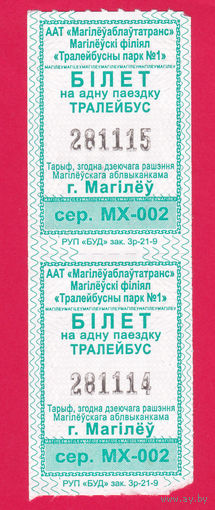 ААТ «Магілёўаблаўтатранс»
Магілёўскі філіял
«Тралейбусны парк №1»
БІЛЕТ
на адну паездку
ТРАЛЕЙБУС
281115
Тарыф, згодна дзеючага рашэння
Магілёўскага аблвыканкама
г. Магілёў
сер. МХ-002
РУП «БУД» зак. 3р-21-9
ААТ «Магілёўаблаўтатранс»
Магілёўскі філіял
«Тралейбусны парк №1»
БІЛЕТ
на адну паездку
ТРАЛЕЙБУС
281114
Тарыф, згодна дзеючага рашэння
Магілёўскага аблвыканкама
г. Магілёў
сер. МХ-002
РУП «БУД» зак. 3р-21-9
www.ay.by